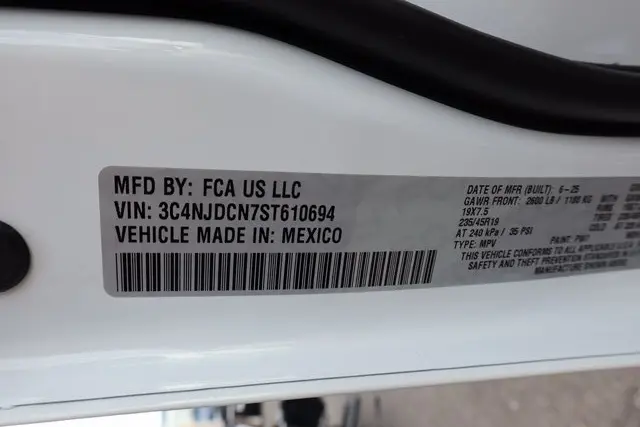 MFD BY: FCA US LLC
VIN: 3C4NJDCN7ST610694
VEHICLE MADE IN: MEXICO
DATE OF MFR (BUILT): 6-25
GAWR FRONT: 2600 LB / 1180 KG
19X7.5
235/45R19
AT 240 kPa / 35 PSI
TYPE: MPV
THIS VEHICLE CONFORMS TO ALL APPLICABLE
SAFETY AND THEFT PREVENTION
MANUFACTURE SHOWN